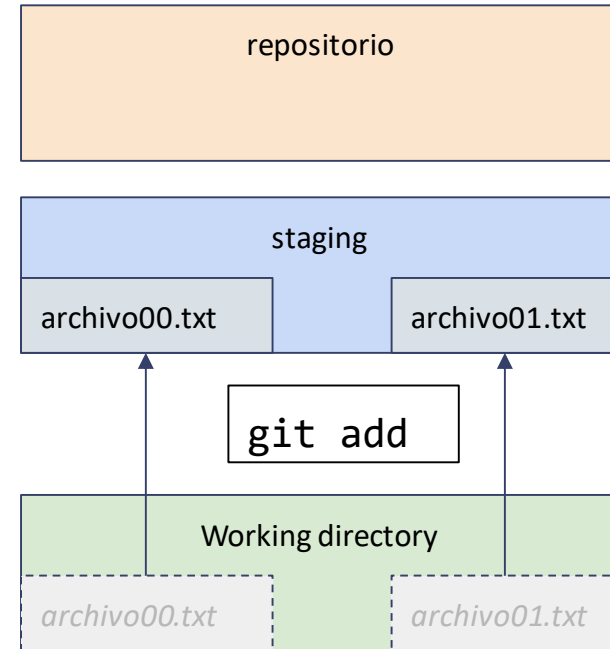 repositorio
staging
archivo00.txt archivo01.txt
git add
Working directory
archivo00.txt archivo01.txt